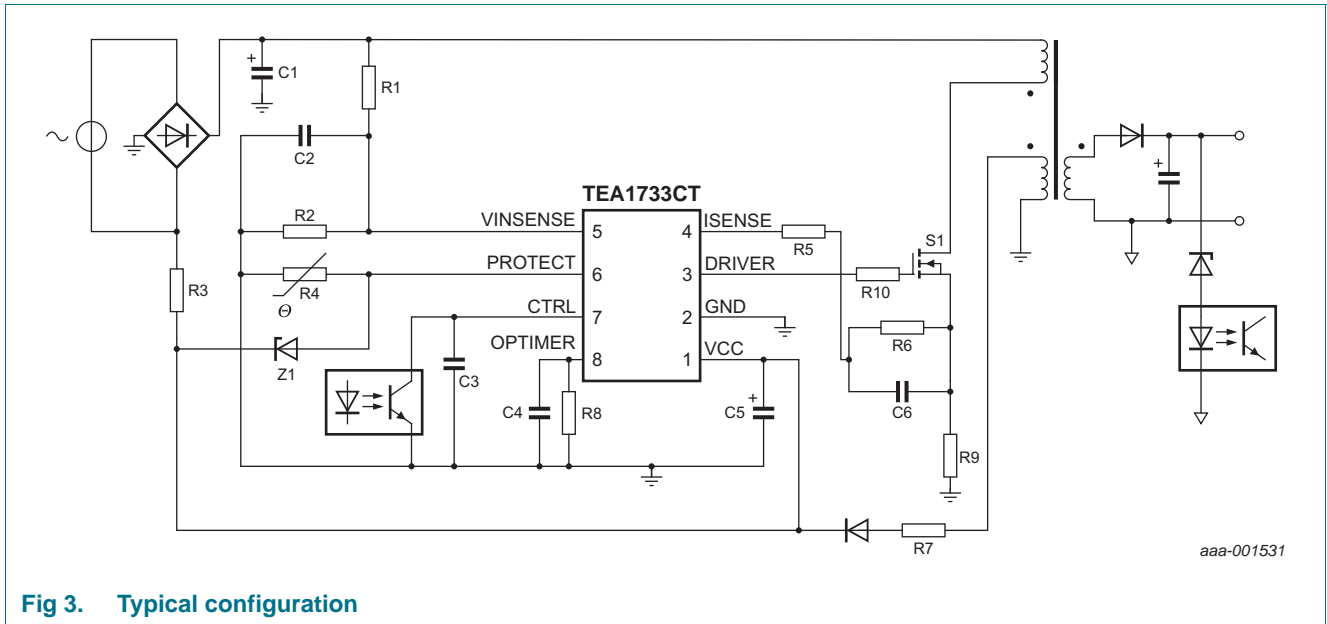 C1
R1
C2
TEA1733CT
R2
VINSENSE
5
4
ISENSE
R5
S1
R3
R4
Θ
PROTECT
6
3
DRIVER
R10
CTRL
7
2
GND
R6
OPTIMER
8
1
VCC
Z1
C3
C4
R8
C5
+
C6
R9
+
+
R7
aaa-001531
Fig 3. Typical configuration